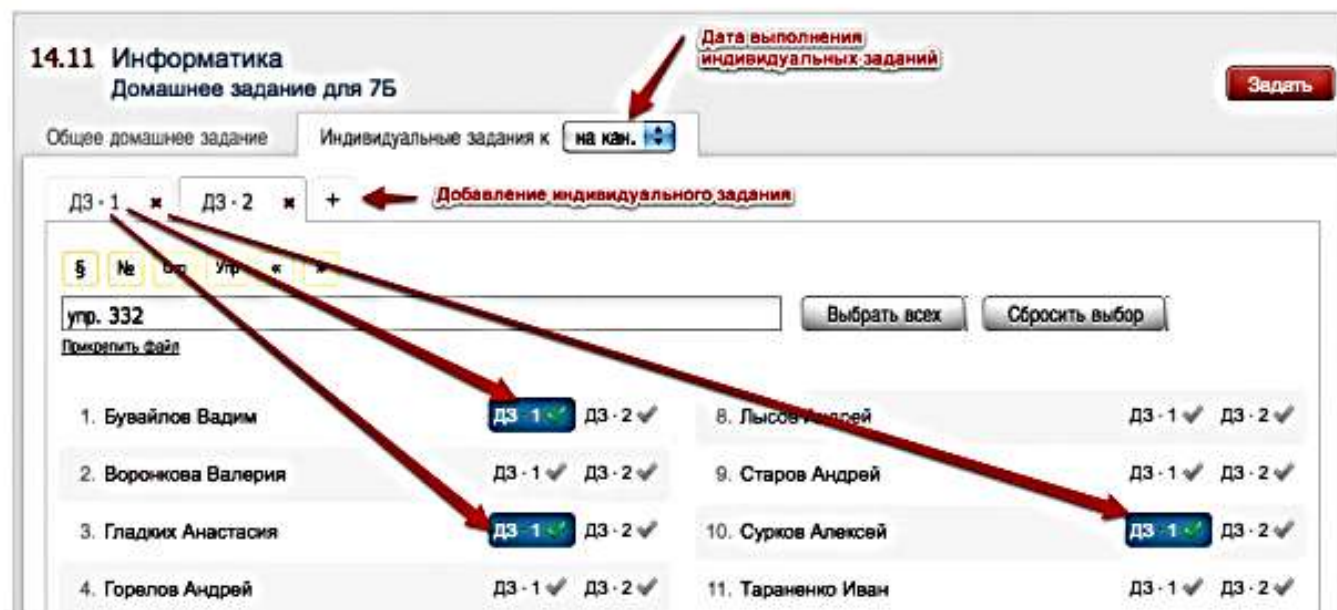 Дата выполнения
индивидуальных заданий
14.11 Информатика
Домашнее задание для 7Б
Задать
Общее домашнее задание Индивидуальные задания к на кан.
ДЗ - 1 × ДЗ - 2 × + Добавление индивидуального задания
§ № Упр « »
упр. 332 Выбрать всех Сбросить выбор
Прикрепить файл
1. Бувайлов Вадим ДЗ - 1 ДЗ - 2 8. Лысов Андрей ДЗ - 1 ДЗ - 2
2. Воронкова Валерия ДЗ - 1 ДЗ - 2 9. Старов Андрей ДЗ - 1 ДЗ - 2
3. Гладких Анастасия ДЗ - 1 ДЗ - 2 10. Сурков Алексей ДЗ - 1 ДЗ - 2
4. Горелов Андрей ДЗ - 1 ДЗ - 2 11. Тараненко Иван ДЗ - 1 ДЗ - 2